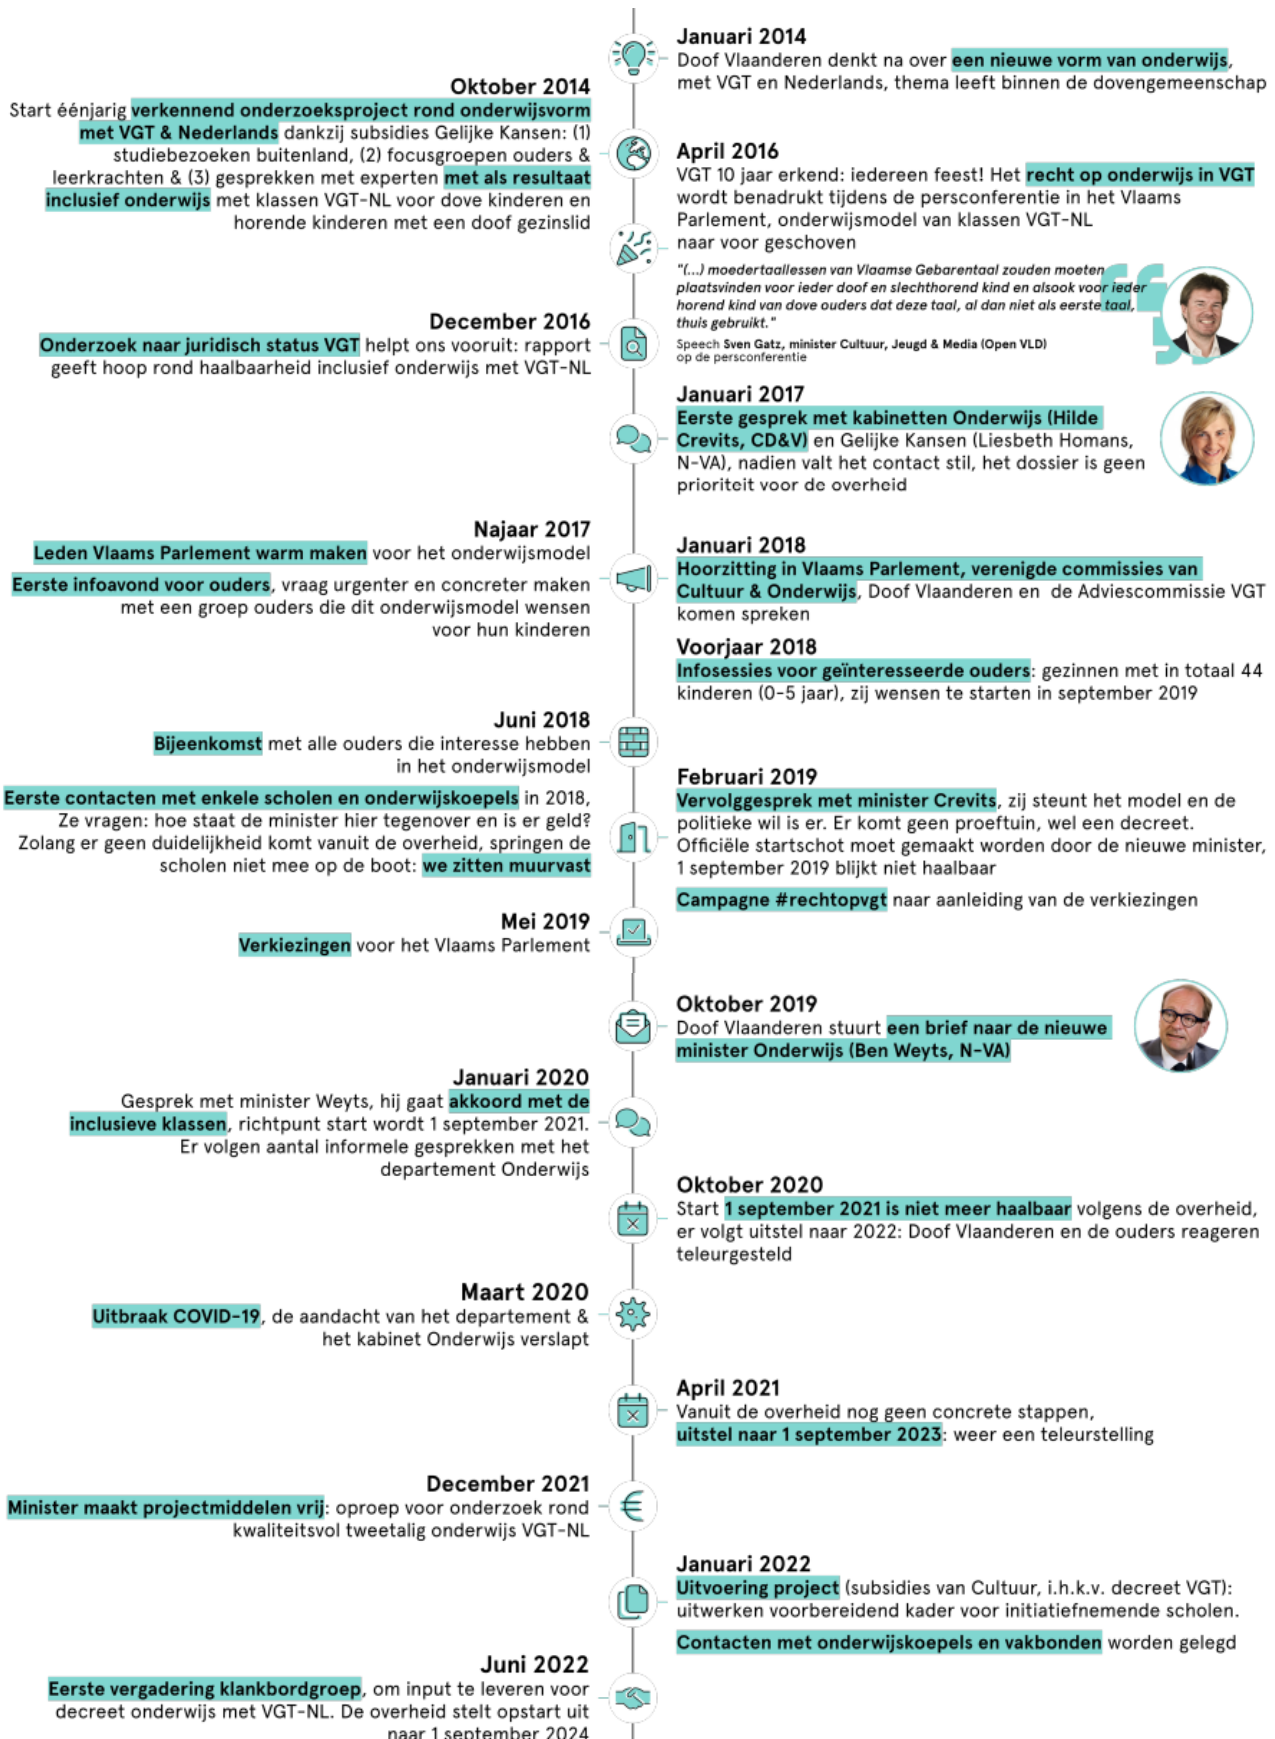 Januari 2014
Doof Vlaanderen denkt na over een nieuwe vorm van onderwijs,
met VGT en Nederlands, thema leeft binnen de dovengemeenschap
Oktober 2014
Start éénjarig verkennend onderzoeksproject rond onderwijsvorm
met VGT & Nederlands dankzij subsidies Gelijke Kansen: (1)
studiebezoeken buitenland, (2) focusgroepen ouders &
leerkrachten & (3) gesprekken met experten met als resultaat
inclusief onderwijs met klassen VGT-NL voor dove kinderen en
horende kinderen met een doof gezinslid
April 2016
VGT 10 jaar erkend: iedereen feest! Het recht op onderwijs in VGT
wordt benadrukt tijdens de persconferentie in het Vlaams
Parlement, onderwijsmodel van klassen VGT-NL
naar voor geschoven
"(...) moedertaallessen van Vlaamse Gebarentaal zouden moeten
plaatsvinden voor ieder doof en slechthorend kind en alsook voor ieder
horend kind van dove ouders dat deze taal, al dan niet als eerste taal,
thuis gebruikt."
Speech Sven Gatz, minister Cultuur, Jeugd & Media (Open VLD)
op de persconferentie
December 2016
Onderzoek naar juridisch status VGT helpt ons vooruit: rapport
geeft hoop rond haalbaarheid inclusief onderwijs met VGT-NL
Januari 2017
Eerste gesprek met kabinetten Onderwijs (Hilde
Crevits, CD&V) en Gelijke Kansen (Liesbeth Homans,
N-VA), nadien valt het contact stil, het dossier is geen
prioriteit voor de overheid
Najaar 2017
Leden Vlaams Parlement warm maken voor het onderwijsmodel
Eerste infoavond voor ouders, vraag urgenter en concreter maken
met een groep ouders die dit onderwijsmodel wensen
voor hun kinderen
Januari 2018
Hoorzitting in Vlaams Parlement, verenigde commissies van
Cultuur & Onderwijs, Doof Vlaanderen en de Adviescommissie VGT
komen spreken
Voorjaar 2018
Infosessies voor geïnteresseerde ouders: gezinnen met in totaal 44
kinderen (0-5 jaar), zij wensen te starten in september 2019
Juni 2018
Bijeenkomst met alle ouders die interesse hebben
in het onderwijsmodel
Eerste contacten met enkele scholen en onderwijskoepels in 2018,
Ze vragen: hoe staat de minister hier tegenover en is er geld?
Zolang er geen duidelijkheid komt vanuit de overheid, springen de
scholen niet mee op de boot: we zitten muurvast
Februari 2019
Vervolggesprek met minister Crevits, zij steunt het model en de
politieke wil is er. Er komt geen proeftuin, wel een decreet.
Officiële startschot moet gemaakt worden door de nieuwe minister,
1 september 2019 blijkt niet haalbaar
Campagne #rechtopvgt naar aanleiding van de verkiezingen
Mei 2019
Verkiezingen voor het Vlaams Parlement
Oktober 2019
Doof Vlaanderen stuurt een brief naar de nieuwe
minister Onderwijs (Ben Weyts, N-VA)
Januari 2020
Gesprek met minister Weyts, hij gaat akkoord met de
inclusieve klassen, richtpunt start wordt 1 september 2021.
Er volgen aantal informele gesprekken met het
departement Onderwijs
Oktober 2020
Start 1 september 2021 is niet meer haalbaar volgens de overheid,
er volgt uitstel naar 2022: Doof Vlaanderen en de ouders reageren
teleurgesteld
Maart 2020
Uitbraak COVID-19, de aandacht van het departement &
het kabinet Onderwijs verslapt
April 2021
Vanuit de overheid nog geen concrete stappen,
uitstel naar 1 september 2023: weer een teleurstelling
December 2021
Minister maakt projectmiddelen vrij: oproep voor onderzoek rond
kwaliteitsvol tweetalig onderwijs VGT-NL
Januari 2022
Uitvoering project (subsidies van Cultuur, i.h.k.v. decreet VGT):
uitwerken voorbereidend kader voor initiatiefnemende scholen.
Contacten met onderwijskoepels en vakbonden worden gelegd
Juni 2022
Eerste vergadering klankbordgroep, om input te leveren voor
decreet onderwijs met VGT-NL. De overheid stelt opstart uit
naar 1 september 2024